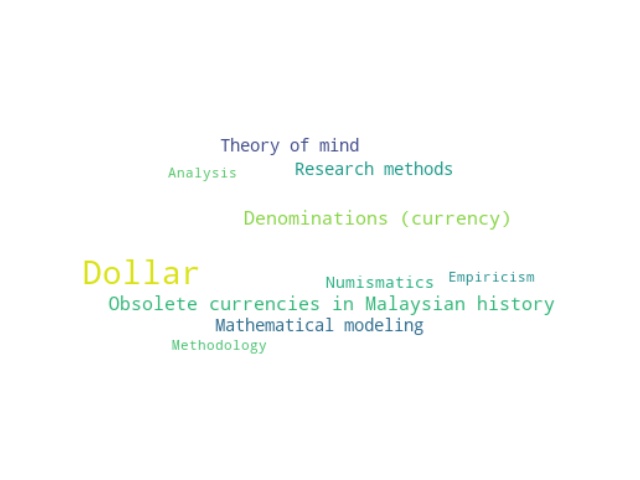 Theory of mind
Research methods
Analysis
Denominations (currency)
Dollar
Empiricism
Numismatics
Obsolete currencies in Malaysian history
Mathematical modeling
Methodology